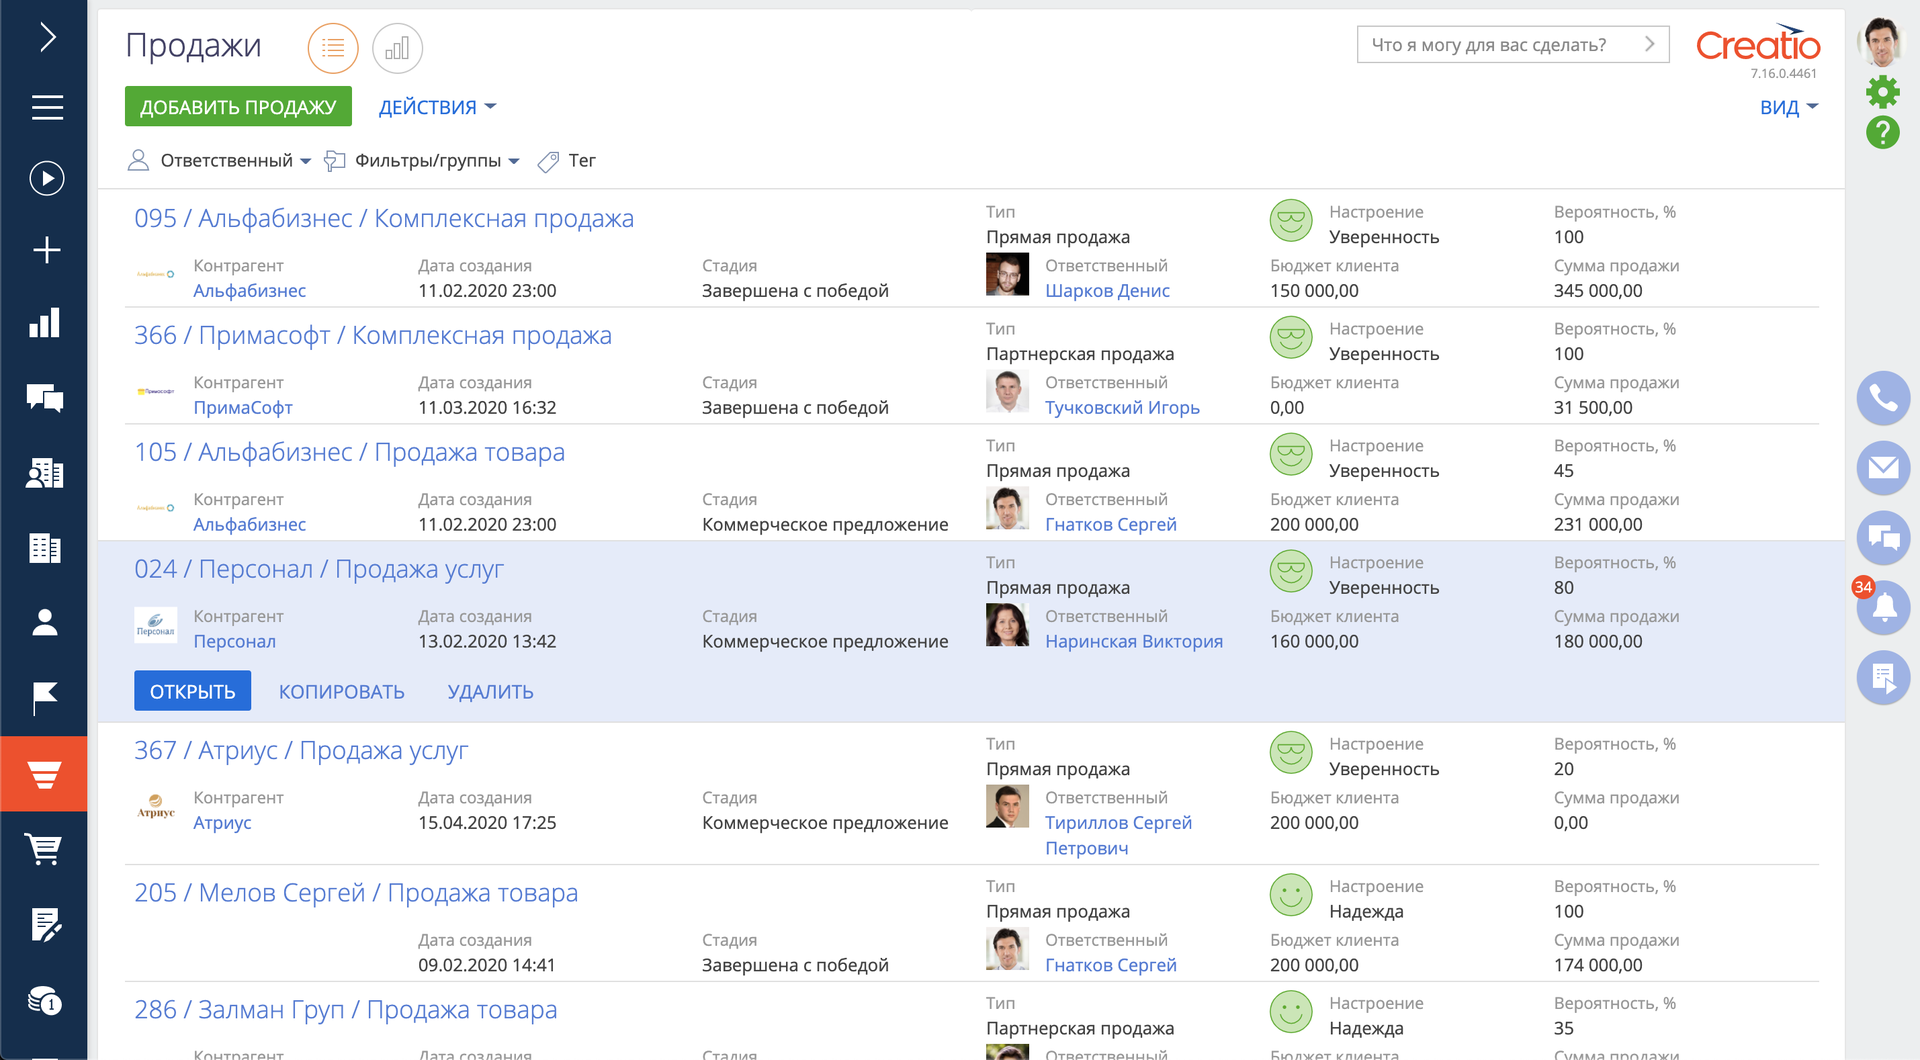 Продажи
Что я могу для вас сделать?
Creatio
7.16.0.4461
ДОБАВИТЬ ПРОДАЖУ
ДЕЙСТВИЯ
ВИД
Ответственный
Фильтры/группы
Тег
095 / Альфабизнес / Комплексная продажа
Тип
Прямая продажа
Настроение
Уверенность
Вероятность, %
100
Альфабизнес
Контрагент
Альфабизнес
Дата создания
11.02.2020 23:00
Стадия
Завершена с победой
Ответственный
Шарков Денис
Бюджет клиента
150 000,00
Сумма продажи
345 000,00
366 / Примасофт / Комплексная продажа
Тип
Партнерская продажа
Настроение
Уверенность
Вероятность, %
100
Примасофт
Контрагент
ПримаСофт
Дата создания
11.03.2020 16:32
Стадия
Завершена с победой
Ответственный
Тучковский Игорь
Бюджет клиента
0,00
Сумма продажи
31 500,00
105 / Альфабизнес / Продажа товара
Тип
Прямая продажа
Настроение
Уверенность
Вероятность, %
45
Альфабизнес
Контрагент
Альфабизнес
Дата создания
11.02.2020 23:00
Стадия
Коммерческое предложение
Ответственный
Гнатков Сергей
Бюджет клиента
200 000,00
Сумма продажи
231 000,00
024 / Персонал / Продажа услуг
Тип
Прямая продажа
Настроение
Уверенность
Вероятность, %
80
Персонал
Контрагент
Персонал
Дата создания
13.02.2020 13:42
Стадия
Коммерческое предложение
Ответственный
Наринская Виктория
Бюджет клиента
160 000,00
Сумма продажи
180 000,00
ОТКРЫТЬ
КОПИРОВАТЬ
УДАЛИТЬ
367 / Атриус / Продажа услуг
Тип
Прямая продажа
Настроение
Уверенность
Вероятность, %
20
Атриус
Контрагент
Атриус
Дата создания
15.04.2020 17:25
Стадия
Коммерческое предложение
Ответственный
Тириллов Сергей
Петрович
Бюджет клиента
200 000,00
Сумма продажи
0,00
205 / Мелов Сергей / Продажа товара
Тип
Прямая продажа
Настроение
Надежда
Вероятность, %
100
Дата создания
09.02.2020 14:41
Стадия
Завершена с победой
Ответственный
Гнатков Сергей
Бюджет клиента
200 000,00
Сумма продажи
174 000,00
286 / Залман Груп / Продажа товара
Тип
Партнерская продажа
Настроение
Надежда
Вероятность, %
35
Контрагент
Дата создания
Стадия
Ответственный
Бюджет клиента
Сумма продажи
1
?
34